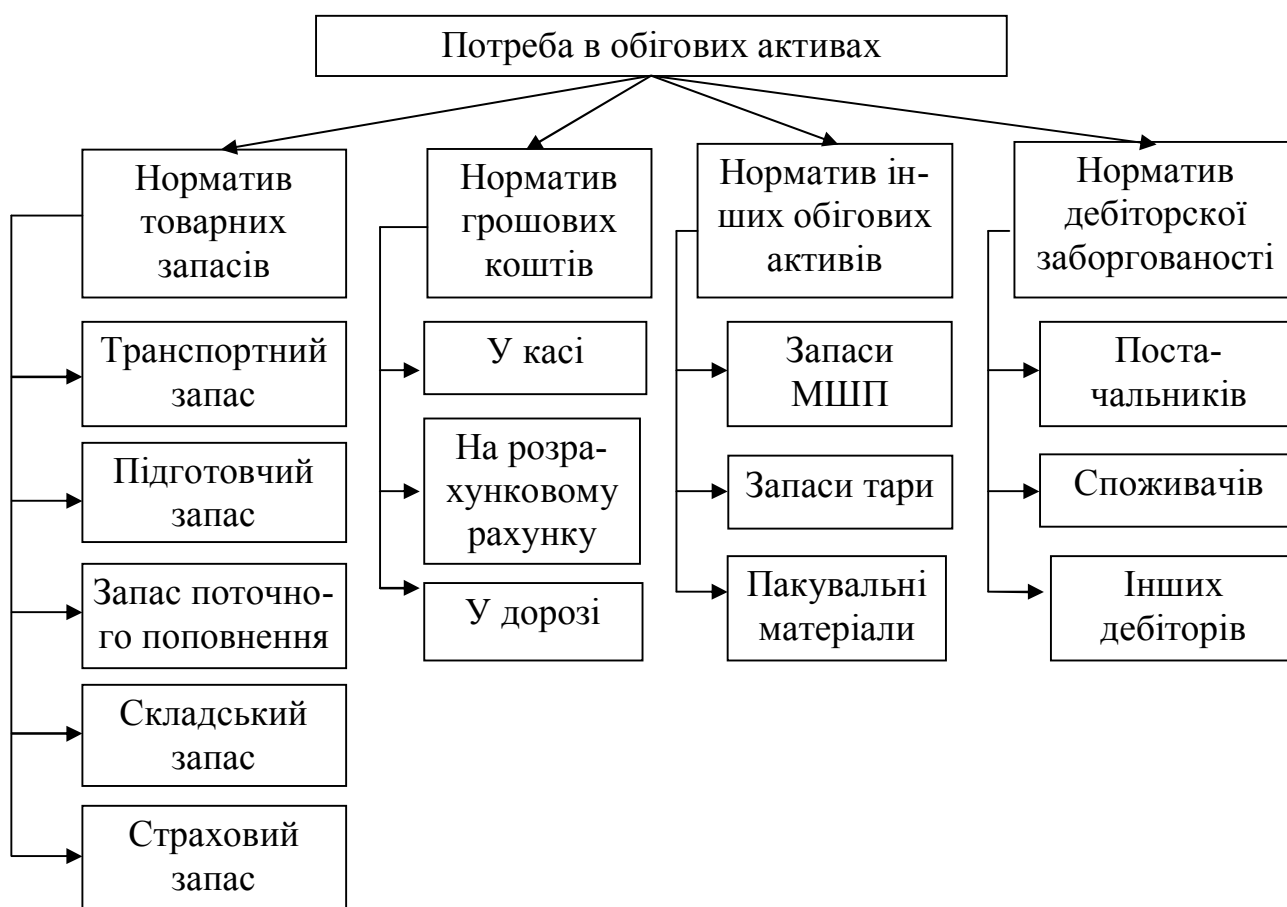 Потреба в обігових активах
Норматив
товарних
запасів
Транспортний
запас
Підготовчий
запас
Запас поточно-
го поповнення
Складський
запас
Страховий
запас
Норматив
грошових
коштів
У касі
На розра-
хунковому
рахунку
У дорозі
Норматив ін-
ших обігових
активів
Запаси
МШП
Запаси тари
Пакувальні
матеріали
Норматив
дебіторскої
заборгованості
Поста-
чальників
Споживачів
Інших
дебіторів